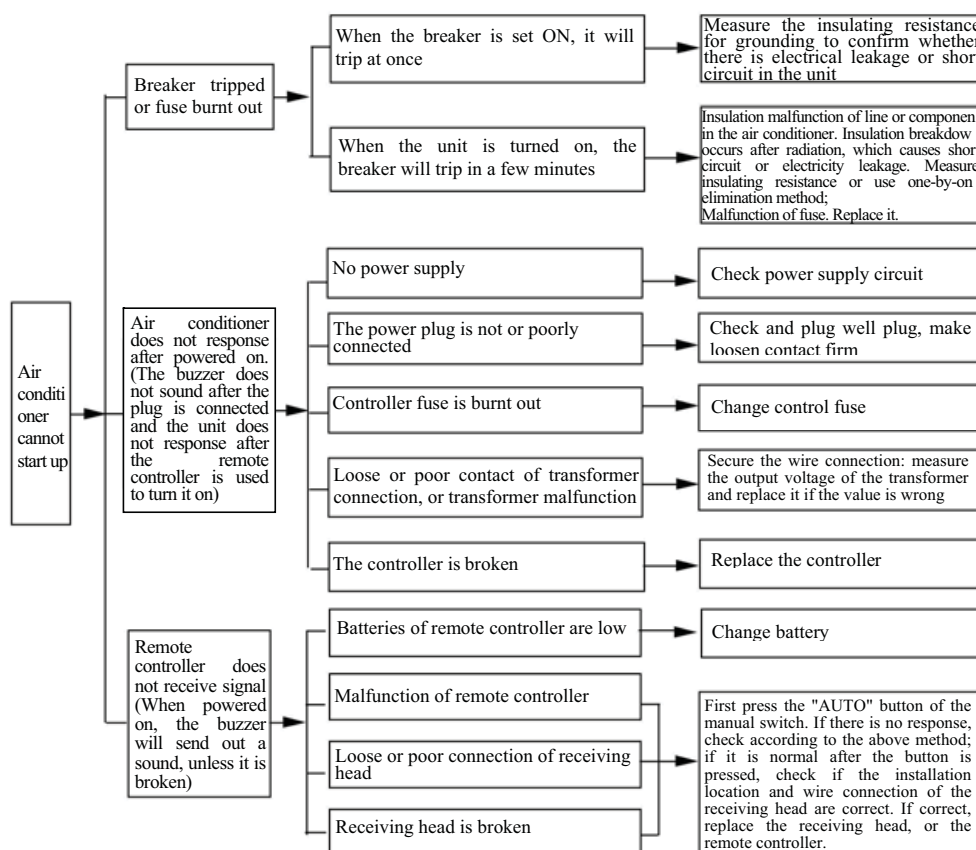 Air
conditi
oner
cannot
start up
Breaker tripped
or fuse burnt out
When the breaker is set ON, it will
trip at once
Measure the insulating resistance
for grounding to confirm whether
there is electrical leakage or short
circuit in the unit
When the unit is turned on, the
breaker will trip in a few minutes
Insulation malfunction of line or componen
in the air conditioner. Insulation breakdow
occurs after radiation, which causes shor
circuit or electricity leakage. Measure
insulating resistance or use one-by-on
elimination method;
Malfunction of fuse. Replace it.
Air conditioner
does not response
after powered on.
(The buzzer does
not sound after the
plug is connected
and the unit does
not response after
the remote
controller is used
to turn it on)
No power supply
Check power supply circuit
The power plug is not or poorly
connected
Check and plug well plug, make
loosen contact firm
Controller fuse is burnt out
Change control fuse
Loose or poor contact of transformer
connection, or transformer malfunction
Secure the wire connection: measure
the output voltage of the transformer
and replace it if the value is wrong
The controller is broken
Replace the controller
Remote
controller does
not receive signal
(When powered
on, the buzzer
will send out a
sound, unless it is
broken)
Batteries of remote controller are low
Change battery
Malfunction of remote controller
Loose or poor connection of receiving
head
Receiving head is broken
First press the "AUTO" button of the
manual switch. If there is no response,
check according to the above method;
if it is normal after the button is
pressed, check if the installation
location and wire connection of the
receiving head are correct. If correct,
replace the receiving head, or the
remote controller.